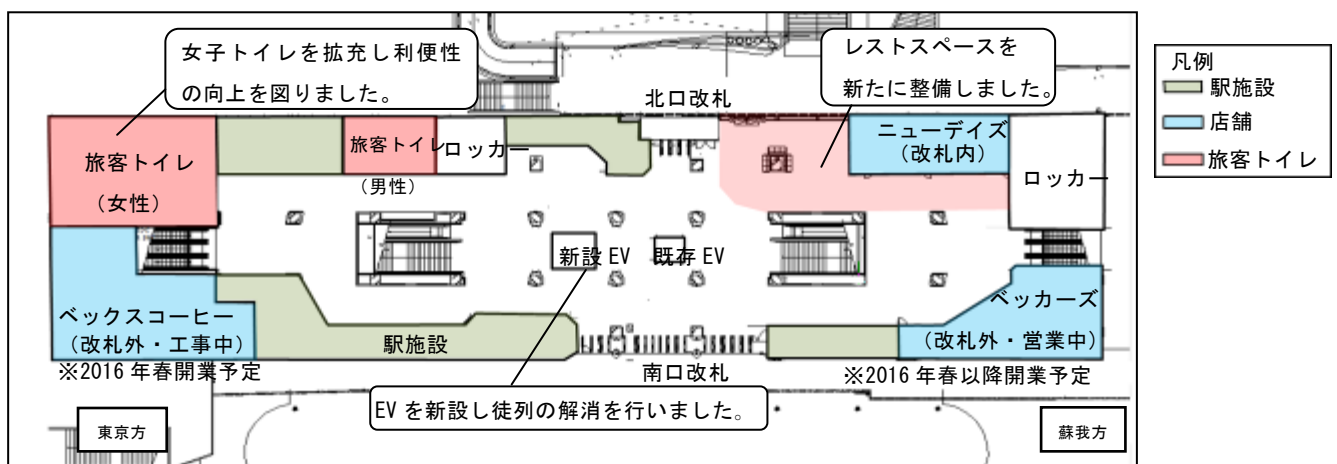 女子トイレを拡充し利便性
の向上を図りました。
レストスペースを
新たに整備しました。
凡例
駅施設
店舗
旅客トイレ
北口改札
旅客トイレ
(女性)
旅客トイレ
(男性)
ロッカー
ニューデイズ
(改札内)
ロッカー
新設 EV
既存 EV
ベックスコーヒー
(改札外・工事中)
※2016 年春開業予定
駅施設
南口改札
ベッカーズ
(改札外・営業中)
※2016 年春以降開業予定
EV を新設し徒列の解消を行いました。
東京方
蘇我方